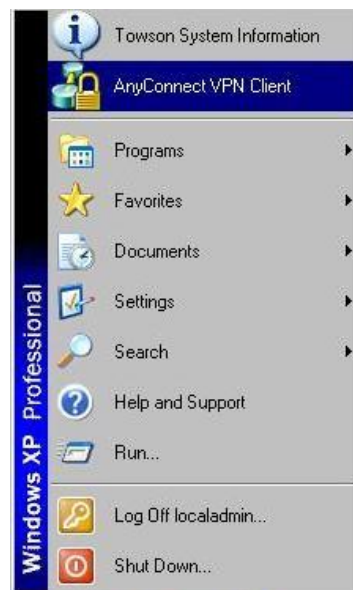 Towson System Information
AnyConnect VPN Client
Programs
Favorites
Documents
Settings
Search
Help and Support
Run...
Log Off localadmin...
Shut Down...
Windows XP Professional